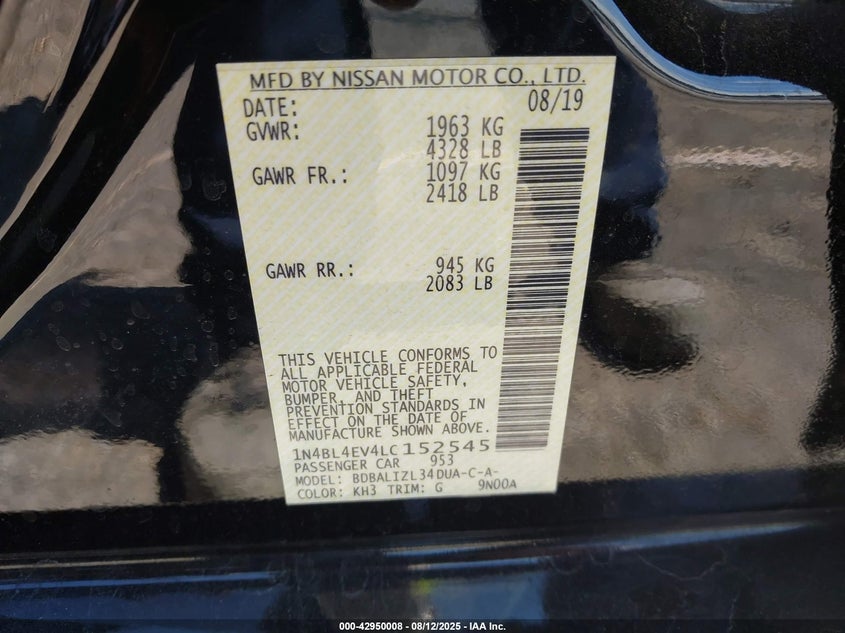 MFD BY NISSAN MOTOR CO., LTD.
DATE: 08/19
GVWR: 1963 KG
4328 LB
GAWR FR.: 1097 KG
2418 LB
GAWR RR.: 945 KG
2083 LB
THIS VEHICLE CONFORMS TO
ALL APPLICABLE FEDERAL
MOTOR VEHICLE SAFETY,
BUMPER, AND THEFT
PREVENTION STANDARDS IN
EFFECT ON THE DATE OF
MANUFACTURE SHOWN ABOVE.
1N4BL4EV4LC152545
PASSENGER CAR 953
MODEL: BDBALIZL34DUA-C-A-
COLOR: KH3 TRIM: G 9N00A
000-42950008 - 08/12/2025 - IAA Inc.